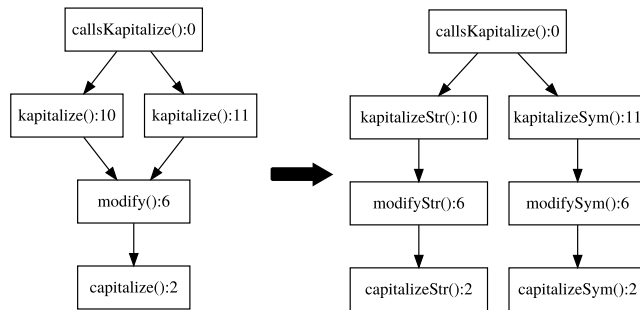 callsKapitalize():0
kapitalize():10
kapitalize():11
modify():6
capitalize():2
callsKapitalize():0
kapitalizeStr():10
kapitalizeSym():11
modifyStr():6
modifySym():6
capitalizeStr():2
capitalizeSym():2